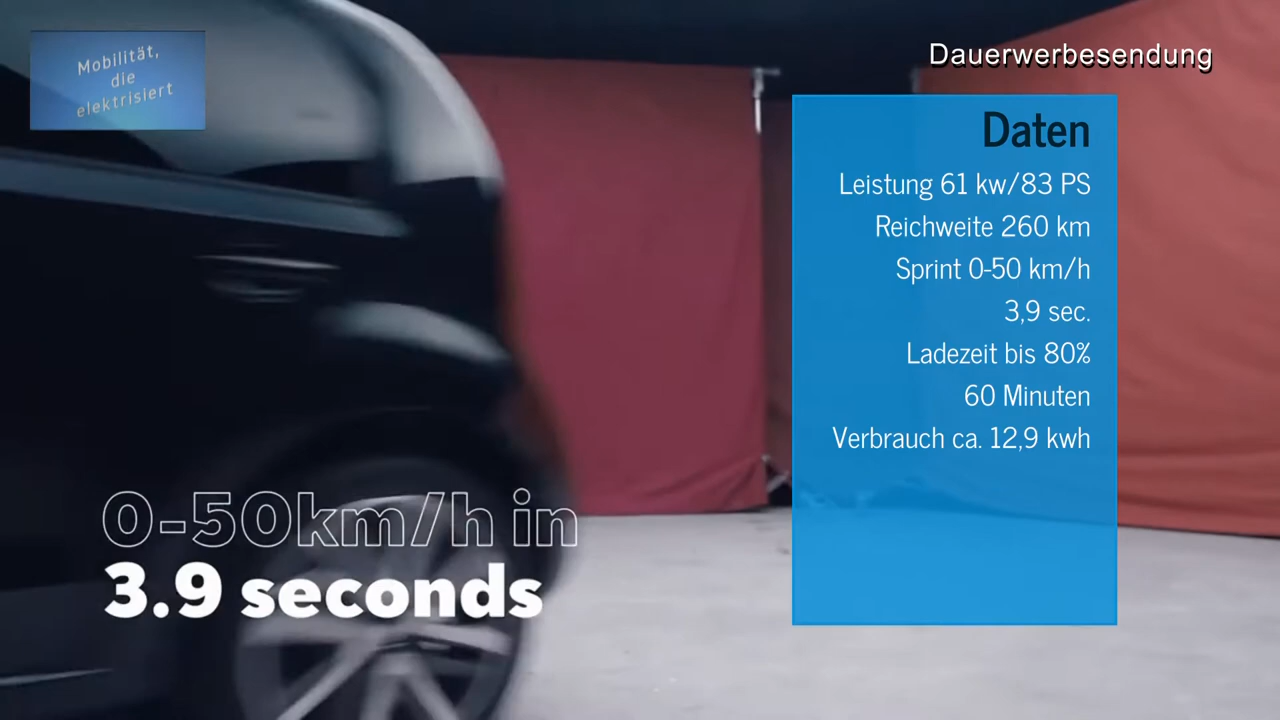 Mobilität,
die
elektrisiert
Dauerwerbesendung
Daten
Leistung 61 kw/83 PS
Reichweite 260 km
Sprint 0-50 km/h
3,9 sec.
Ladezeit bis 80%
60 Minuten
Verbrauch ca. 12,9 kwh
0-50km/h in
3.9 seconds